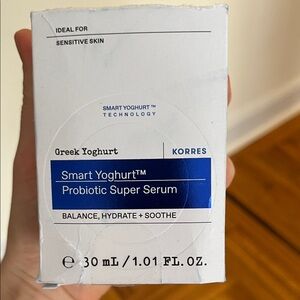 IDEAL FOR
SENSITIVE SKIN
SMART YOGHURT™
TECHNOLOGY
Greek Yoghurt
KORRES
Smart Yoghurt™
Probiotic Super Serum
BALANCE, HYDRATE + SOOTHE
℮ 30 mL/1.01 FL.OZ.